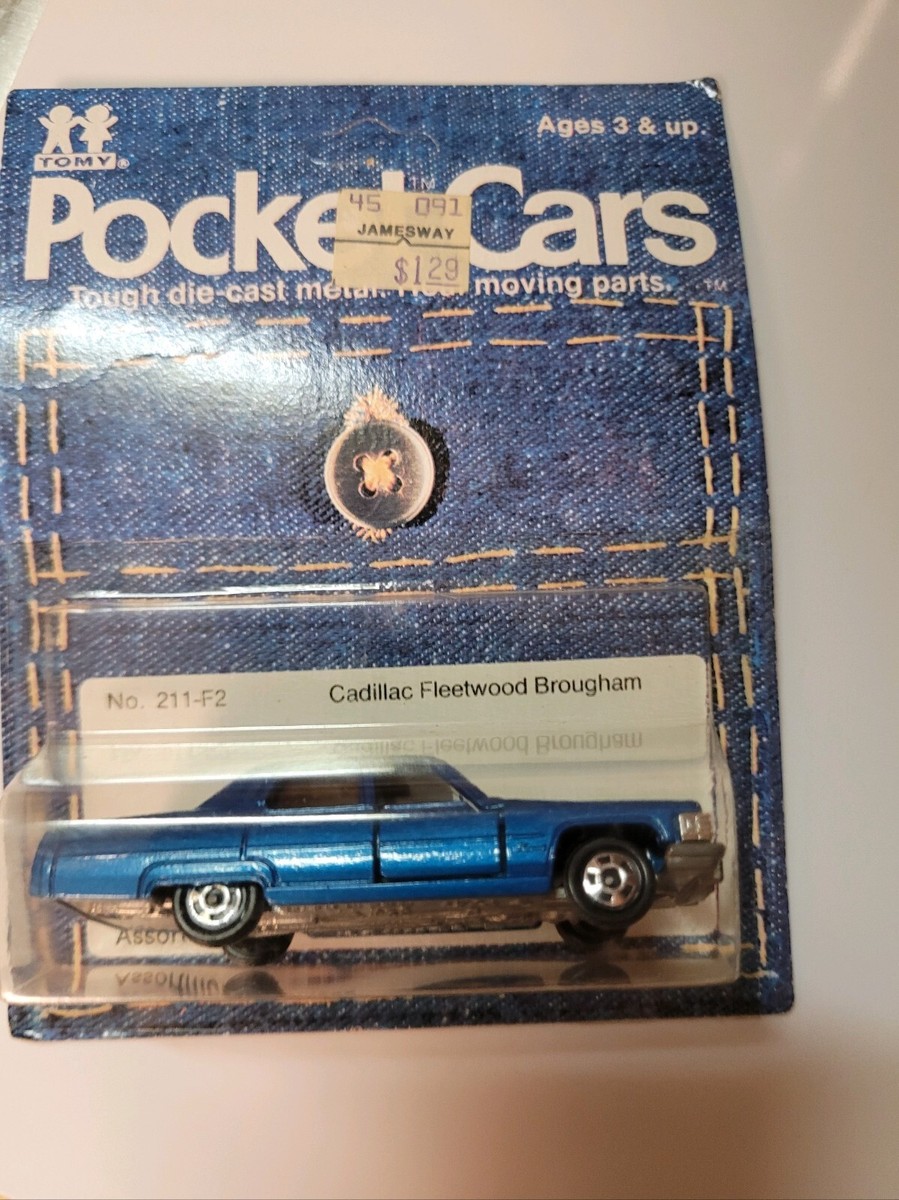 Ages 3 & up.
TOMY®
Pocket Cars
TM
45 091
JAMESWAY
$1.29
Tough die-cast metal. moving parts. TM
No. 211-F2 Cadillac Fleetwood Brougham